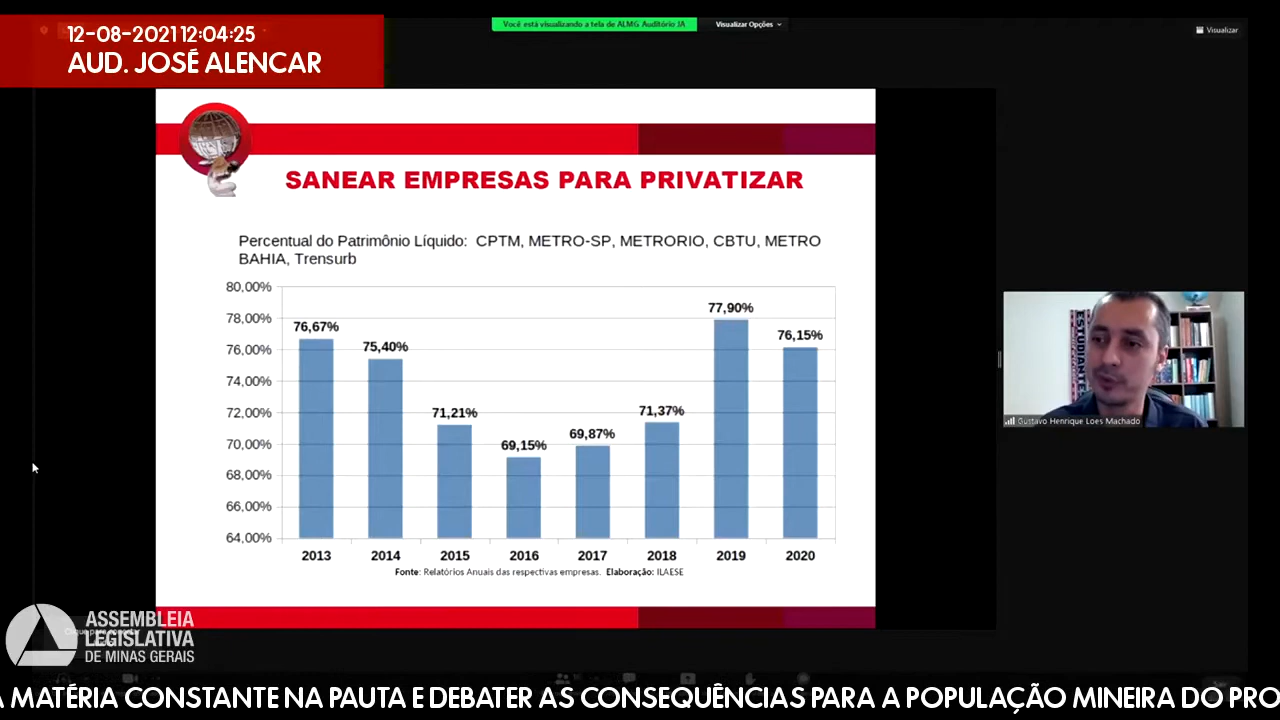 12-08-2021 12:04:25
AUD. JOSÉ ALENCAR
Você está visualizando a tela de ALMG Auditório JA
Visualizar Opções
Visualizar
SANEAR EMPRESAS PARA PRIVATIZAR
Percentual do Patrimônio Líquido: CPTM, METRO-SP, METRORIO, CBTU, METRO
BAHIA, Trensurb
80,00%
78,00%
76,00%
74,00%
72,00%
70,00%
68,00%
66,00%
64,00%
76,67%
75,40%
71,21%
69,15%
69,87%
71,37%
77,90%
76,15%
2013 2014 2015 2016 2017 2018 2019 2020
Fonte: Relatórios Anuais das respectivas empresas. Elaboração: ILAESE
ESTUDIANTE
Gustavo Henrique Loes Machado
ASSEMBLEIA
LEGISLATIVA
DE MINAS GERAIS
A MATÉRIA CONSTANTE NA PAUTA E DEBATER AS CONSEQUÊNCIAS PARA A POPULAÇÃO MINEIRA DO PRO